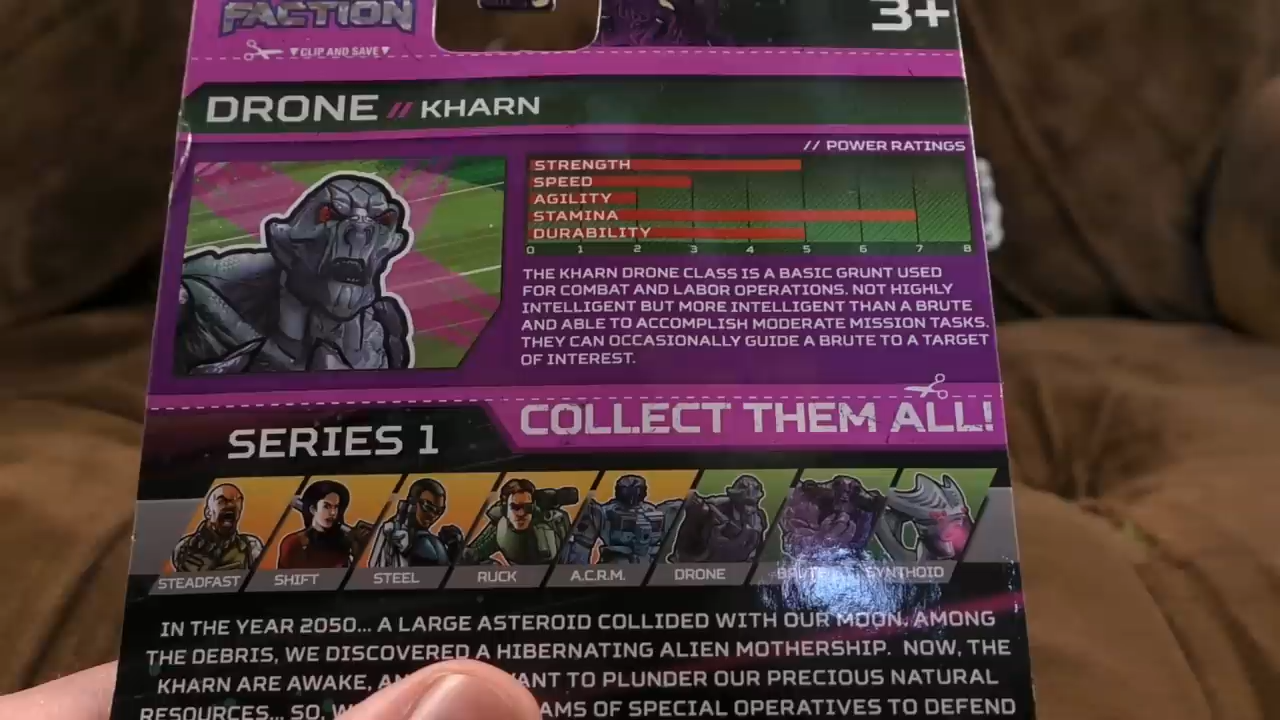 FACTION
3+
▼CLIP AND SAVE▼
DRONE // KHARN
// POWER RATINGS
STRENGTH
SPEED
AGILITY
STAMINA
DURABILITY
0 1 2 3 4 5 6 7 8
THE KHARN DRONE CLASS IS A BASIC GRUNT USED
FOR COMBAT AND LABOR OPERATIONS. NOT HIGHLY
INTELLIGENT BUT MORE INTELLIGENT THAN A BRUTE
AND ABLE TO ACCOMPLISH MODERATE MISSION TASKS.
THEY CAN OCCASIONALLY GUIDE A BRUTE TO A TARGET
OF INTEREST.
COLLECT THEM ALL!
SERIES 1
STEADFAST SHIFT STEEL RUCK A.C.R.M. DRONE BRUTE SYNTHOID
IN THE YEAR 2050... A LARGE ASTEROID COLLIDED WITH OUR MOON. AMONG
THE DEBRIS, WE DISCOVERED A HIBERNATING ALIEN MOTHERSHIP. NOW, THE
KHARN ARE AWAKE, TO PLUNDER OUR PRECIOUS NATURAL
RESOURCES... SO, OF SPECIAL OPERATIVES TO DEFEND